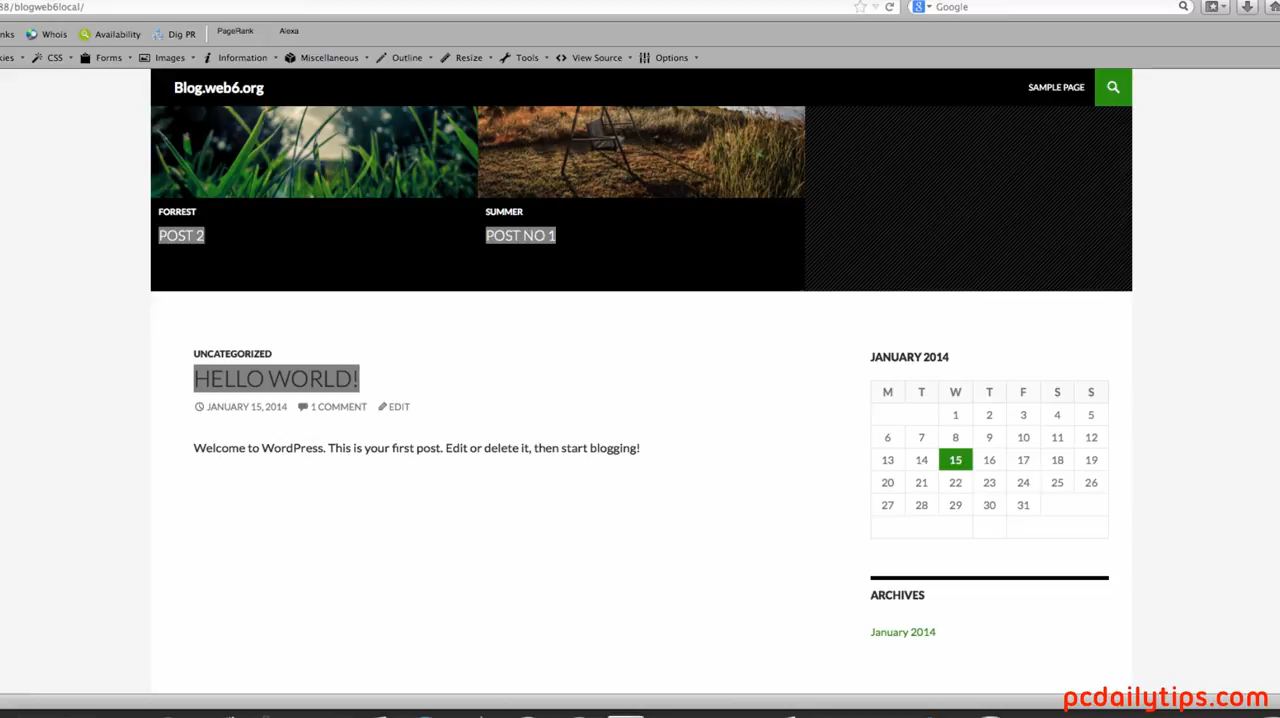 88/blogweb6local/
Google
nks Whois Availability Dig PR PageRank Alexa
kies CSS Forms Images Information Miscellaneous Outline Resize Tools View Source Options
Blog.web6.org
SAMPLE PAGE
FORREST
POST 2
SUMMER
POST NO 1
UNCATEGORIZED
HELLO WORLD!
JANUARY 15, 2014 1 COMMENT EDIT
Welcome to WordPress. This is your first post. Edit or delete it, then start blogging!
JANUARY 2014
M T W T F S S
1 2 3 4 5
6 7 8 9 10 11 12
13 14 15 16 17 18 19
20 21 22 23 24 25 26
27 28 29 30 31
ARCHIVES
January 2014
pcdailytips.com